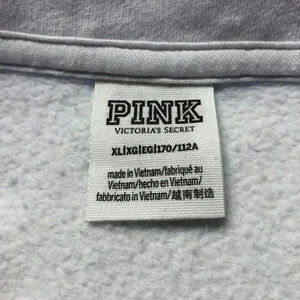 PINK
VICTORIA'S SECRET
XL|XG|EG|170/112A
made in Vietnam/fabriqué au
Vietnam/hecho en Vietnam/
fabbricato in Vietnam/越南制造